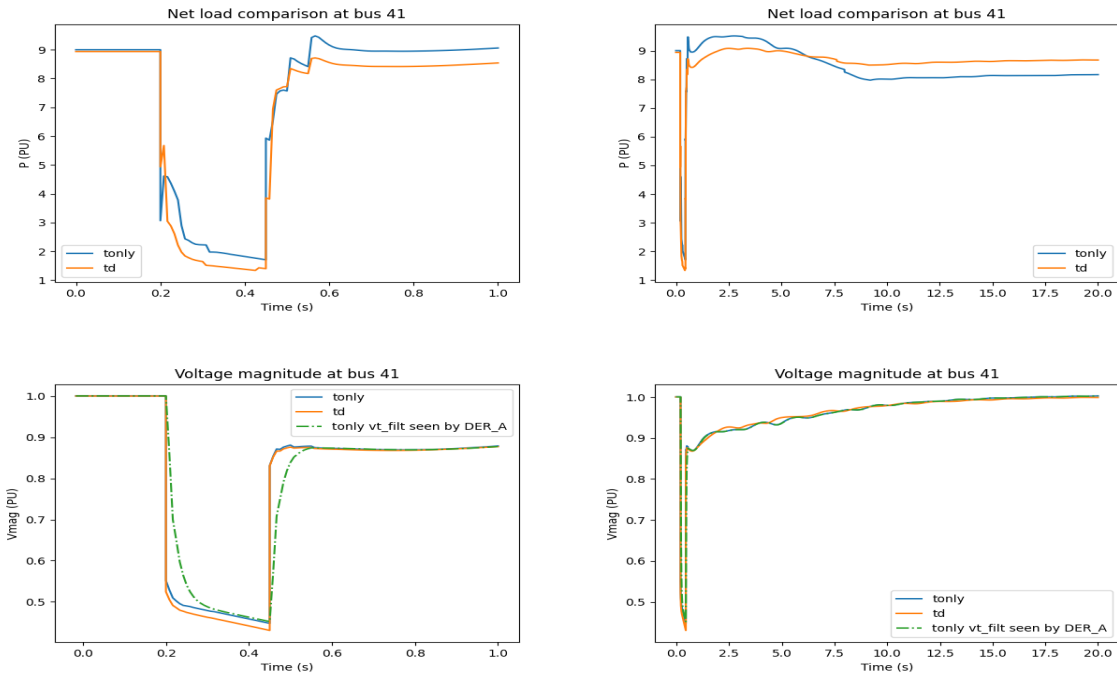 Net load comparison at bus 41
P (PU)
9
8
7
6
5
4
3
2
1
tonly
td
0.0 0.2 0.4 0.6 0.8 1.0
Time (s)
Net load comparison at bus 41
P (PU)
9
8
7
6
5
4
3
2
1
tonly
td
0.0 2.5 5.0 7.5 10.0 12.5 15.0 17.5 20.0
Time (s)
Voltage magnitude at bus 41
Vmag (PU)
1.0
0.9
0.8
0.7
0.6
0.5
tonly
td
tonly vt_filt seen by DER_A
0.0 0.2 0.4 0.6 0.8 1.0
Time (s)
Voltage magnitude at bus 41
Vmag (PU)
1.0
0.9
0.8
0.7
0.6
0.5
tonly
td
tonly vt_filt seen by DER_A
0.0 2.5 5.0 7.5 10.0 12.5 15.0 17.5 20.0
Time (s)